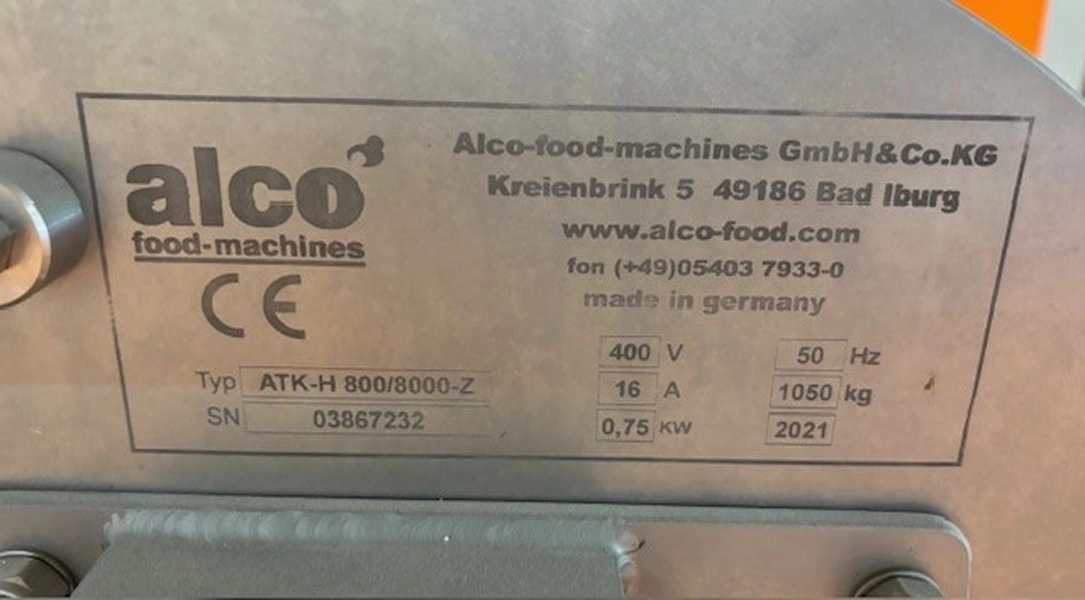 alco
food-machines
CE
Alco-food-machines GmbH&Co.KG
Kreienbrink 5 49186 Bad Iburg
www.alco-food.com
fon (+49)05403 7933-0
made in germany
Typ ATK-H 800/8000-Z
SN 03867232
400 V 50 Hz
16 A 1050 kg
0,75 KW 2021